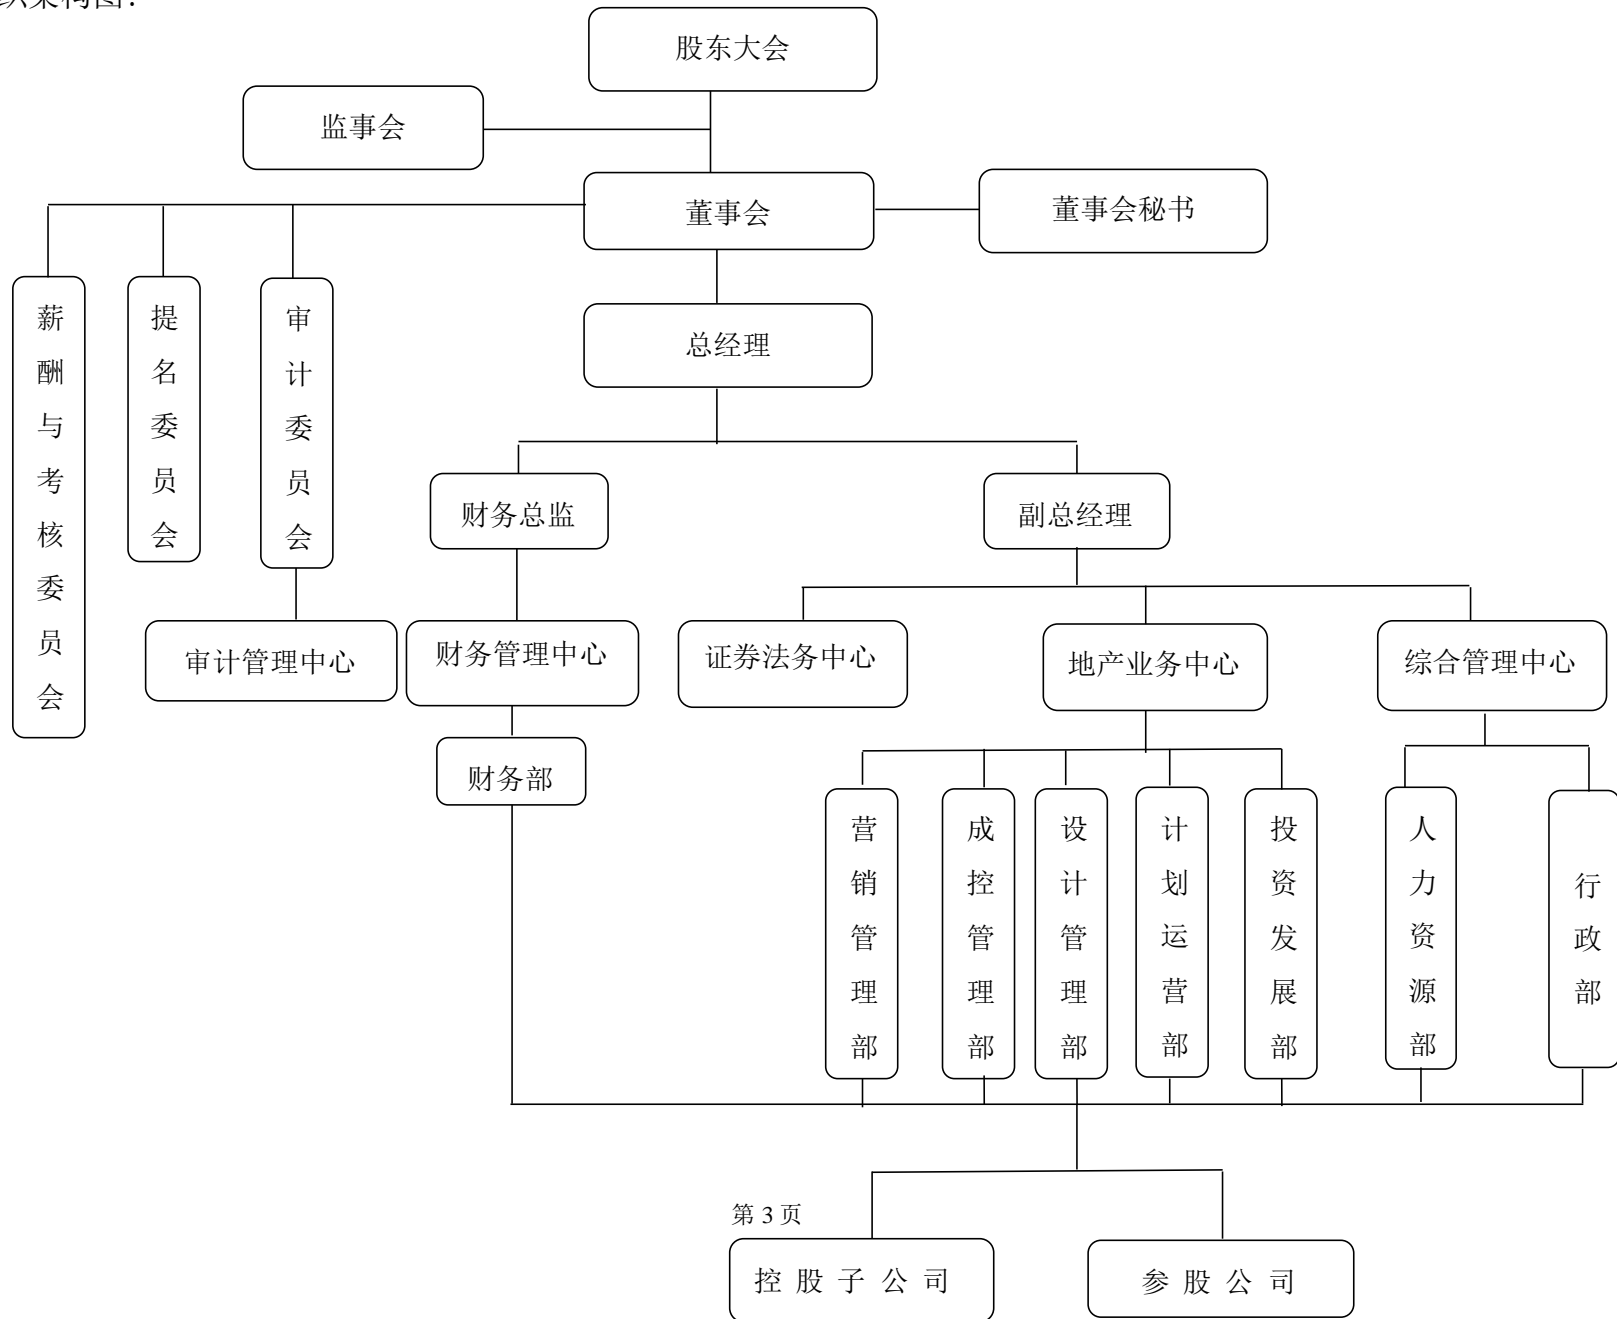 织架构图：
股东大会
监事会
董事会
董事会秘书
薪酬与考核委员会
提名委员会
审计委员会
总经理
财务总监
副总经理
审计管理中心
财务管理中心
证券法务中心
地产业务中心
综合管理中心
财务部
营销管理部
成控管理部
设计管理部
计划运营部
投资发展部
人力资源部
行政部
第 3 页
控股子公司
参股公司